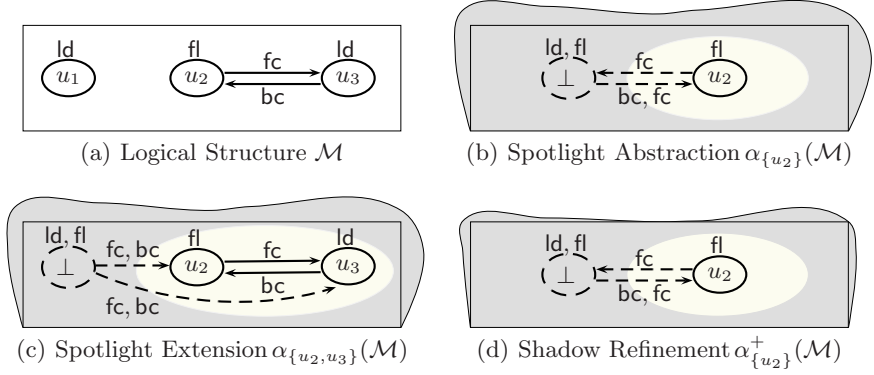 ld
fl
ld
u₁
u₂
fc
bc
u₃
(a) Logical Structure ℳ
ld, fl
fl
⊥
fc
bc, fc
u₂
(b) Spotlight Abstraction α_{u₂}(ℳ)
ld, fl
ld
⊥
fc, bc
u₂
fc
bc
u₃
fc, bc
(c) Spotlight Extension α_{u₂,u₃}(ℳ)
ld, fl
fl
⊥
fc
bc, fc
u₂
(d) Shadow Refinement α⁺_{u₂}(ℳ)